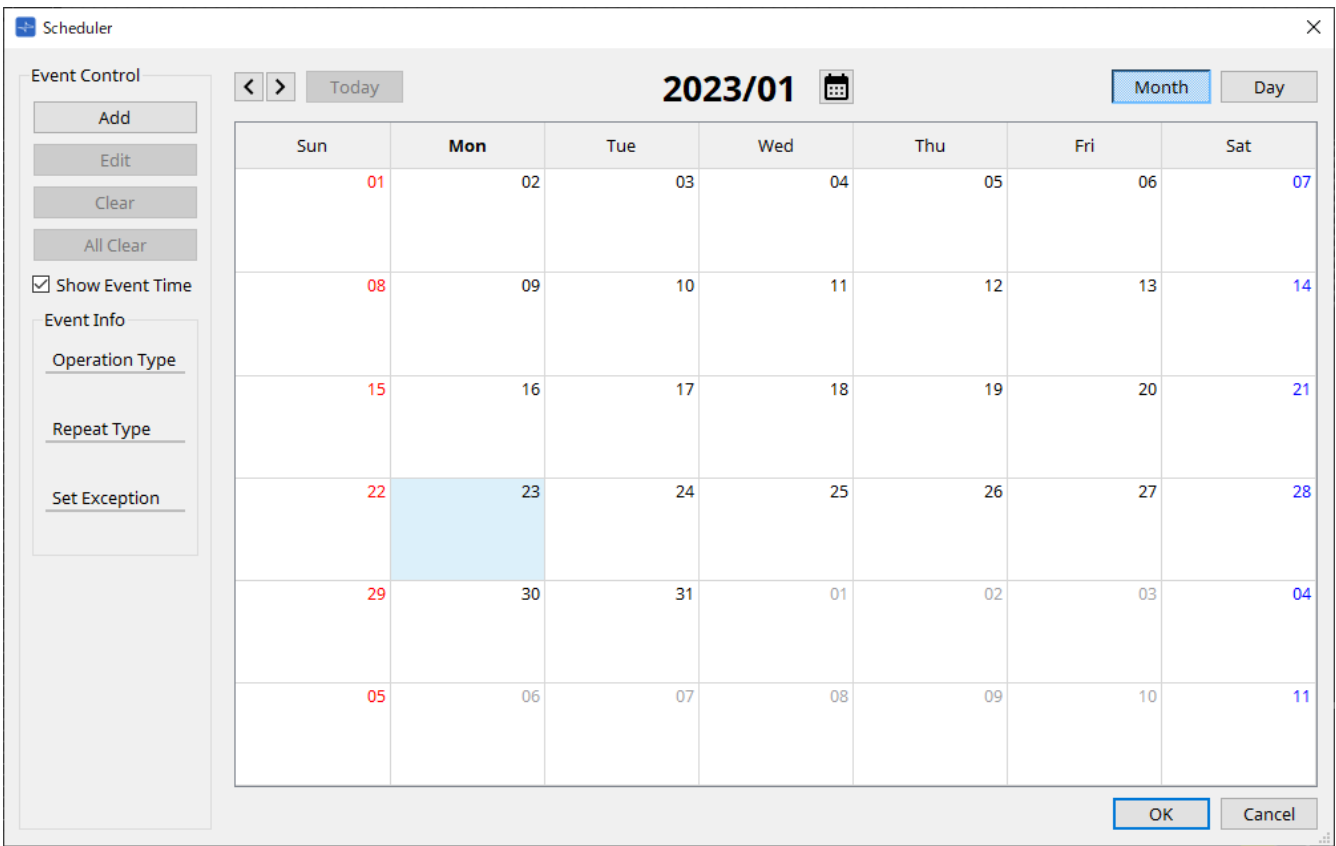 Scheduler
Event Control
Add
Edit
Clear
All Clear
Show Event Time
Event Info
Operation Type
Repeat Type
Set Exception
Today 2023/01 Month Day
Sun Mon Tue Wed Thu Fri Sat
01 02 03 04 05 06 07
08 09 10 11 12 13 14
15 16 17 18 19 20 21
22 23 24 25 26 27 28
29 30 31 01 02 03 04
05 06 07 08 09 10 11
OK Cancel